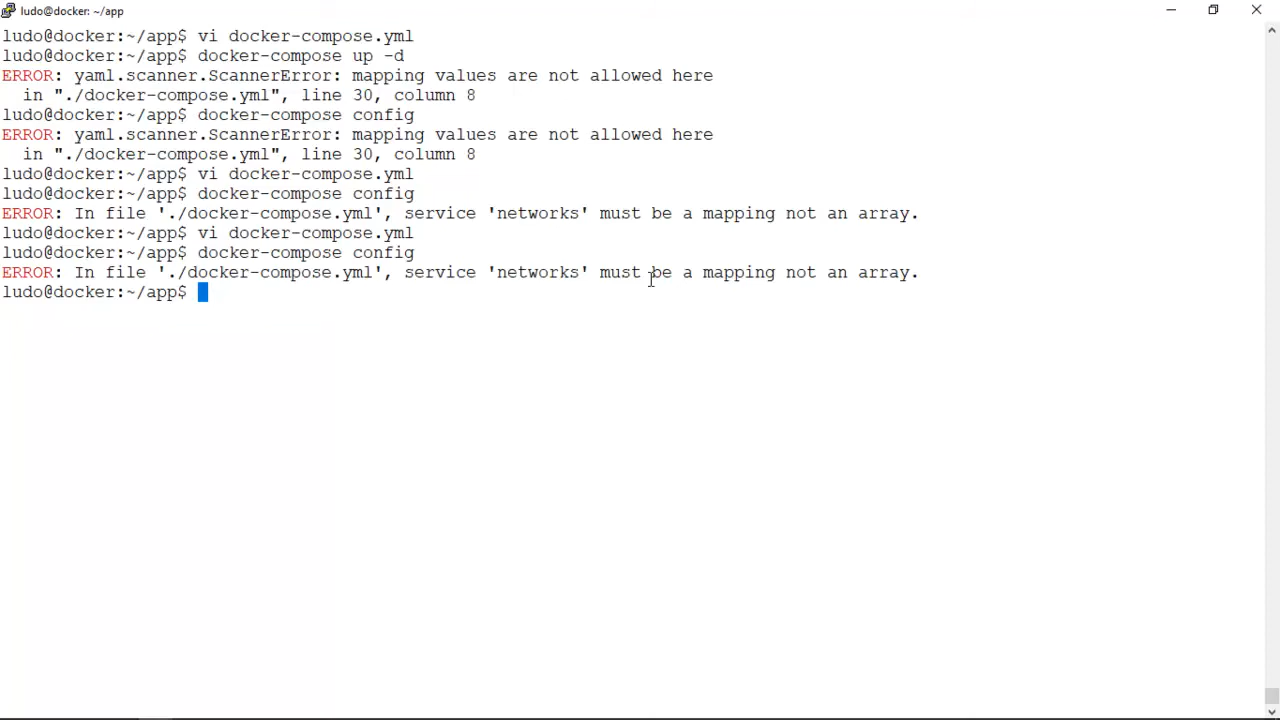 ludo@docker: ~/app
ludo@docker:~/app$ vi docker-compose.yml
ludo@docker:~/app$ docker-compose up -d
ERROR: yaml.scanner.ScannerError: mapping values are not allowed here
  in "./docker-compose.yml", line 30, column 8
ludo@docker:~/app$ docker-compose config
ERROR: yaml.scanner.ScannerError: mapping values are not allowed here
  in "./docker-compose.yml", line 30, column 8
ludo@docker:~/app$ vi docker-compose.yml
ludo@docker:~/app$ docker-compose config
ERROR: In file './docker-compose.yml', service 'networks' must be a mapping not an array.
ludo@docker:~/app$ vi docker-compose.yml
ludo@docker:~/app$ docker-compose config
ERROR: In file './docker-compose.yml', service 'networks' must be a mapping not an array.
ludo@docker:~/app$